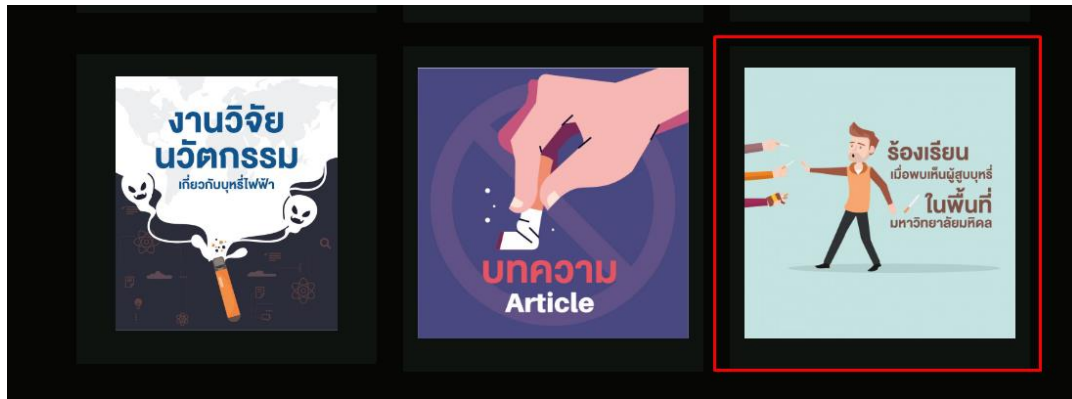 งานวิจัย
นวัตกรรม
เกี่ยวกับบุหรี่ไฟฟ้า
บทความ
Article
ร้องเรียน
เมื่อพบเห็นผู้สูบบุหรี่
ในพื้นที่
มหาวิทยาลัยมหิดล